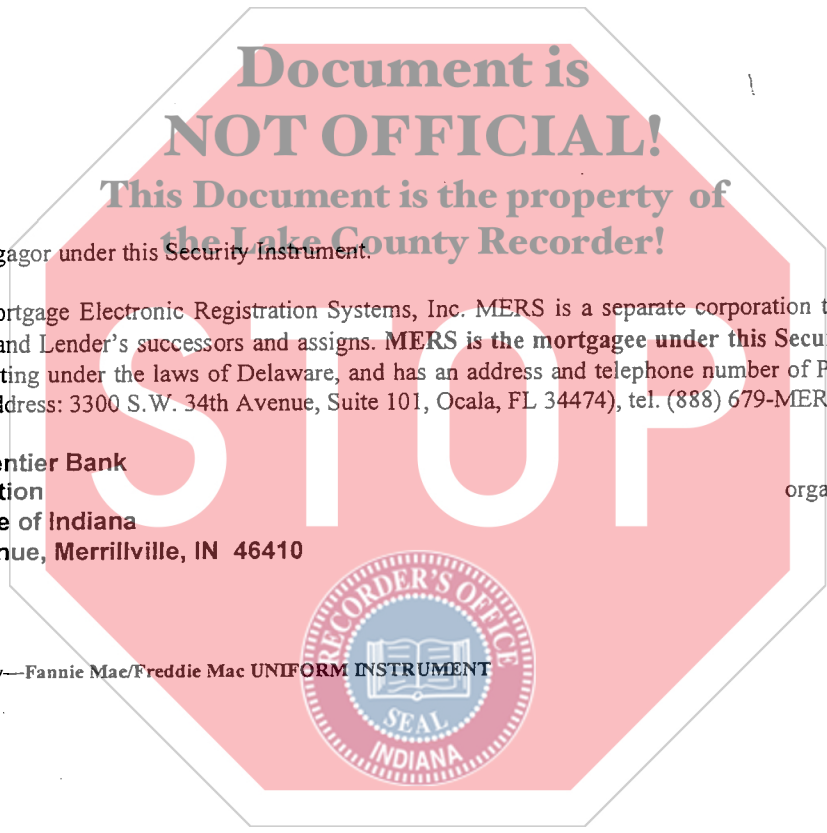 Document is
NOT OFFICIAL!
This Document is the property of
the Lake County Recorder!
gagor under this Security Instrument.
ortgage Electronic Registration Systems, Inc. MERS is a separate corporation t
and Lender's successors and assigns. MERS is the mortgagee under this Secu
ting under the laws of Delaware, and has an address and telephone number of P
ddress: 3300 S.W. 34th Avenue, Suite 101, Ocala, FL 34474), tel. (888) 679-MER
STOP
entier Bank
tion orga
e of Indiana
nue, Merrillville, IN 46410
RECORDER'S OFFICE
y—Fannie Mae/Freddie Mac UNIFORM INSTRUMENT
SEAL
INDIANA